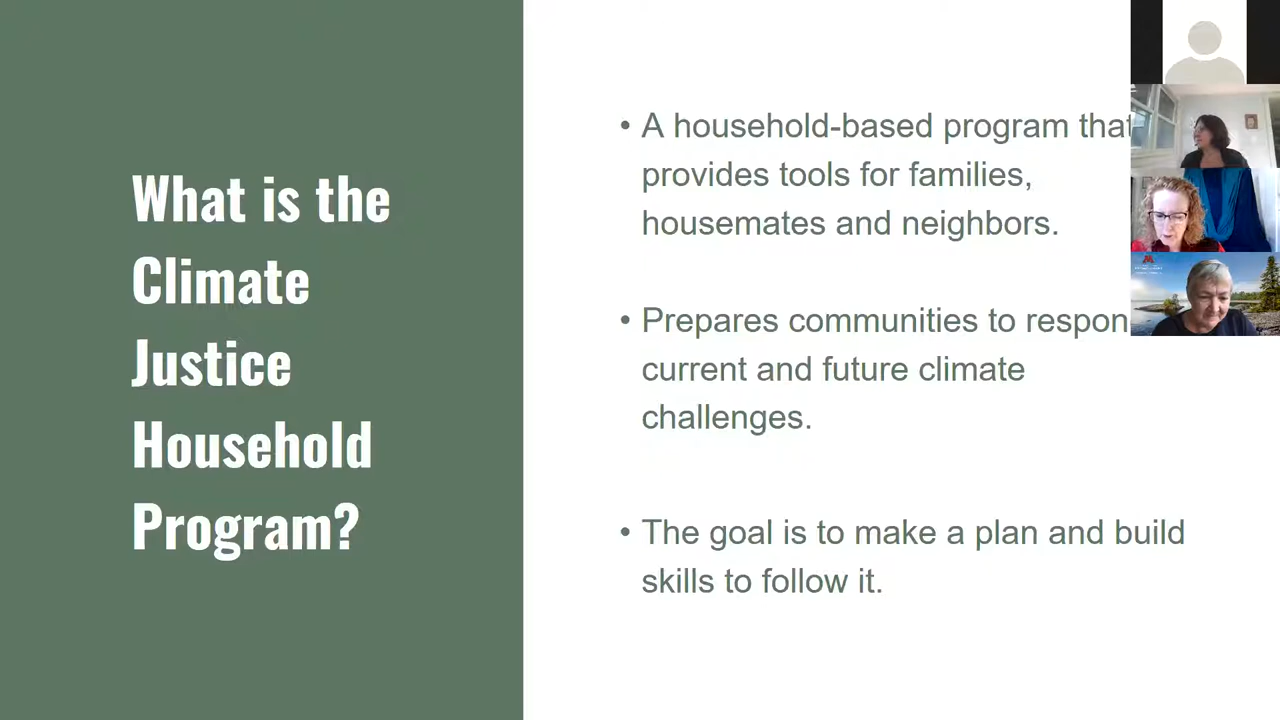 What is the
Climate
Justice
Household
Program?
• A household-based program that
provides tools for families,
housemates and neighbors.
• Prepares communities to respon
current and future climate
challenges.
• The goal is to make a plan and build
skills to follow it.